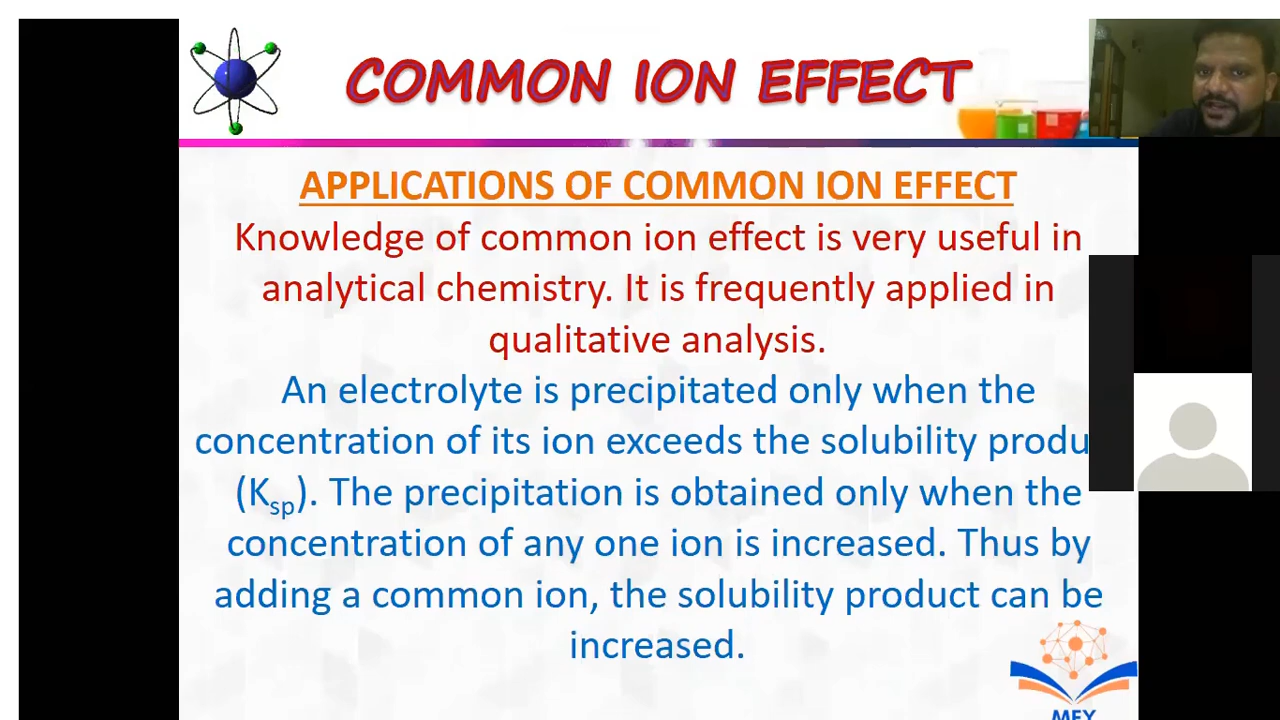 COMMON ION EFFECT
APPLICATIONS OF COMMON ION EFFECT
Knowledge of common ion effect is very useful in
analytical chemistry. It is frequently applied in
qualitative analysis.
An electrolyte is precipitated only when the
concentration of its ion exceeds the solubility produ
(Ksp). The precipitation is obtained only when the
concentration of any one ion is increased. Thus by
adding a common ion, the solubility product can be
increased.